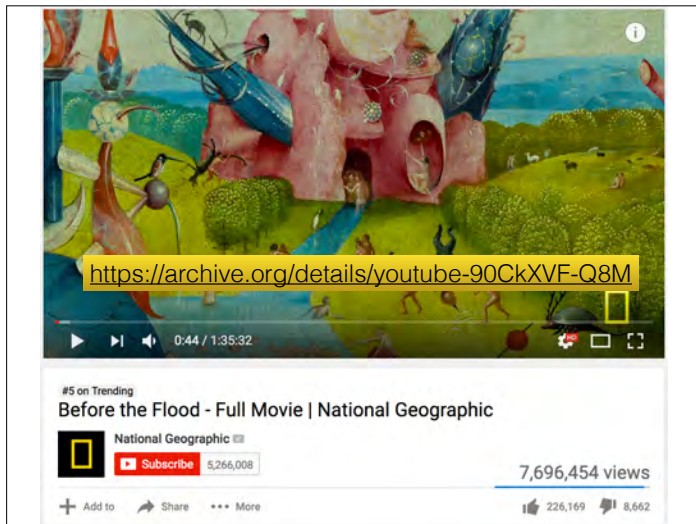 https://archive.org/details/youtube-90CkXVF-Q8M
0:44 / 1:35:32
HD
#5 on Trending
Before the Flood - Full Movie | National Geographic
National Geographic
Subscribe 5,266,008
7,696,454 views
Add to Share More 226,169 8,662